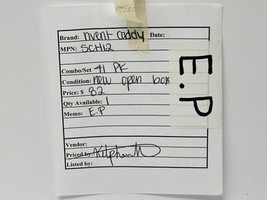 Brand: nvent caddy Date:
MPN: SCH12
Combo/Set 41 PK
Condition: new open box
Price: $ 82
Qty Available: 1
Memo: E.P
Vendor:
Priced by:
Listed by:
E.P